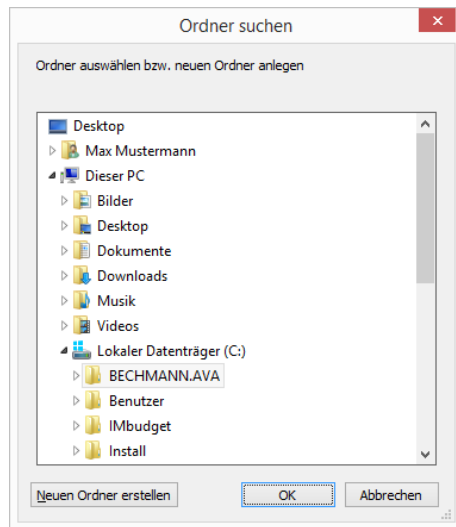 Ordner suchen
Ordner auswählen bzw. neuen Ordner anlegen
Desktop
Max Mustermann
Dieser PC
Bilder
Desktop
Dokumente
Downloads
Musik
Videos
Lokaler Datenträger (C:)
BECHMANN.AVA
Benutzer
IMbudget
Install
Neuen Ordner erstellen OK Abbrechen